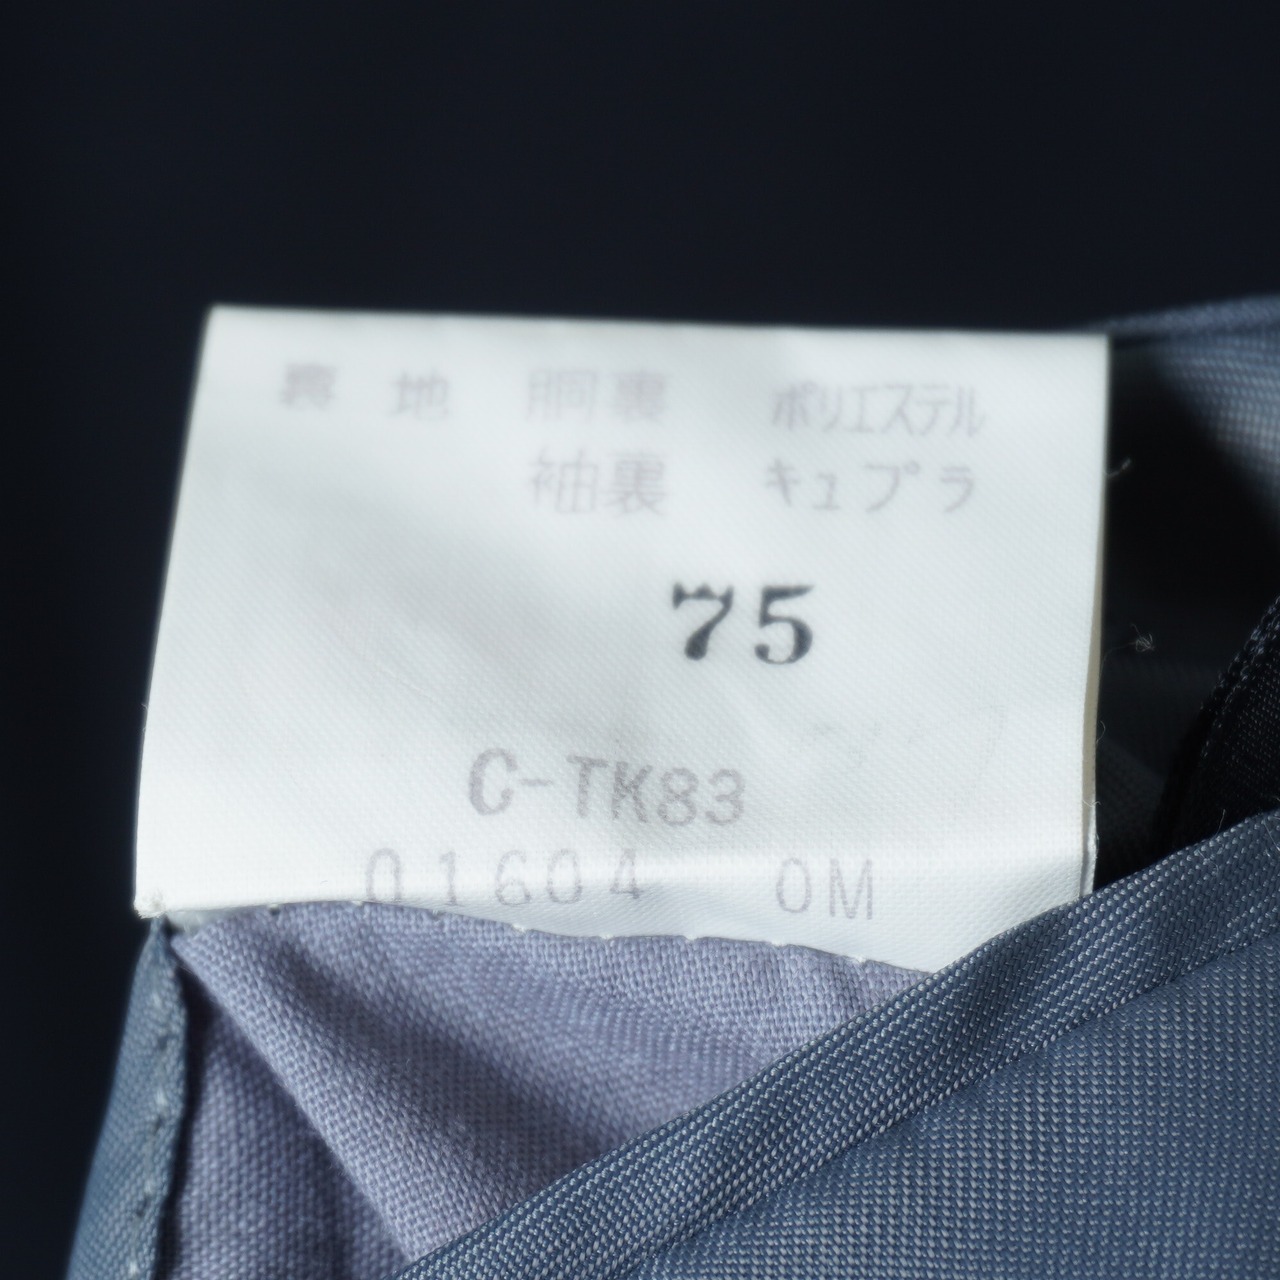 裏 地 胴裏 ポリエステル
袖裏 キュプラ
75
C-TK83
01604 0M